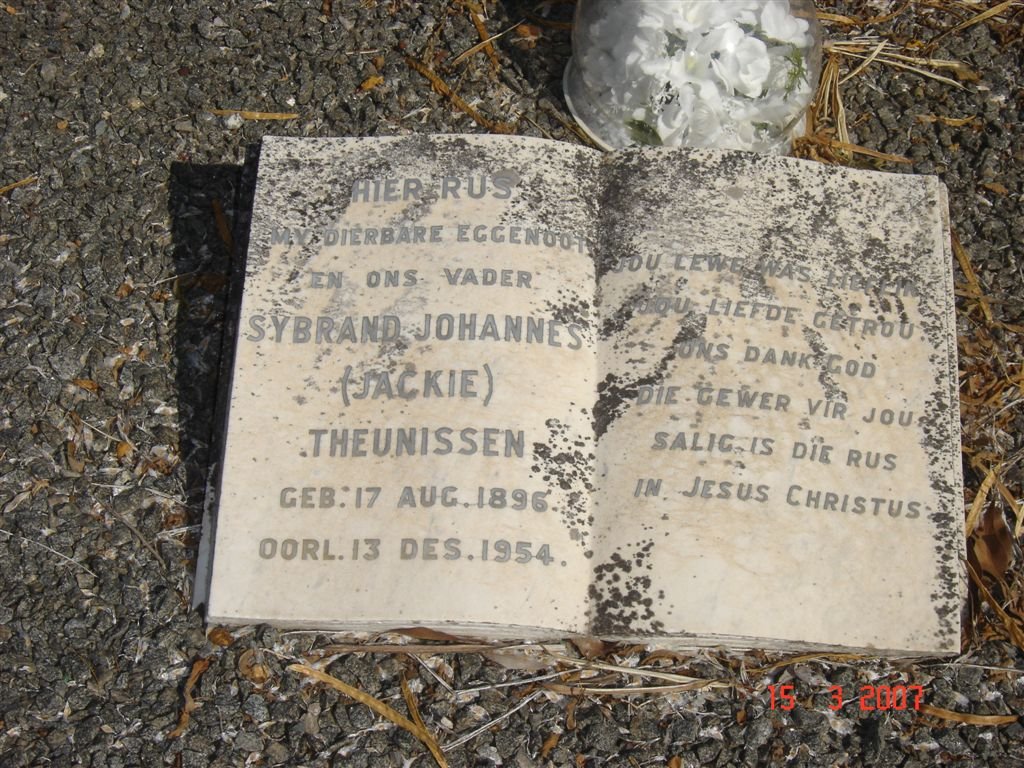 HIER RUS
MY DIERBARE EGGENOOT
EN ONS VADER
SYBRAND JOHANNES
(JACKIE)
THEUNISSEN
GEB. 17 AUG. 1896
OORL. 13 DES. 1954.
JOU LEWE WAS
JOU LIEFDE GETROU
ONS DANK GOD
DIE GEWER VIR JOU
SALIG IS DIE RUS
IN JESUS CHRISTUS
15 3 2007